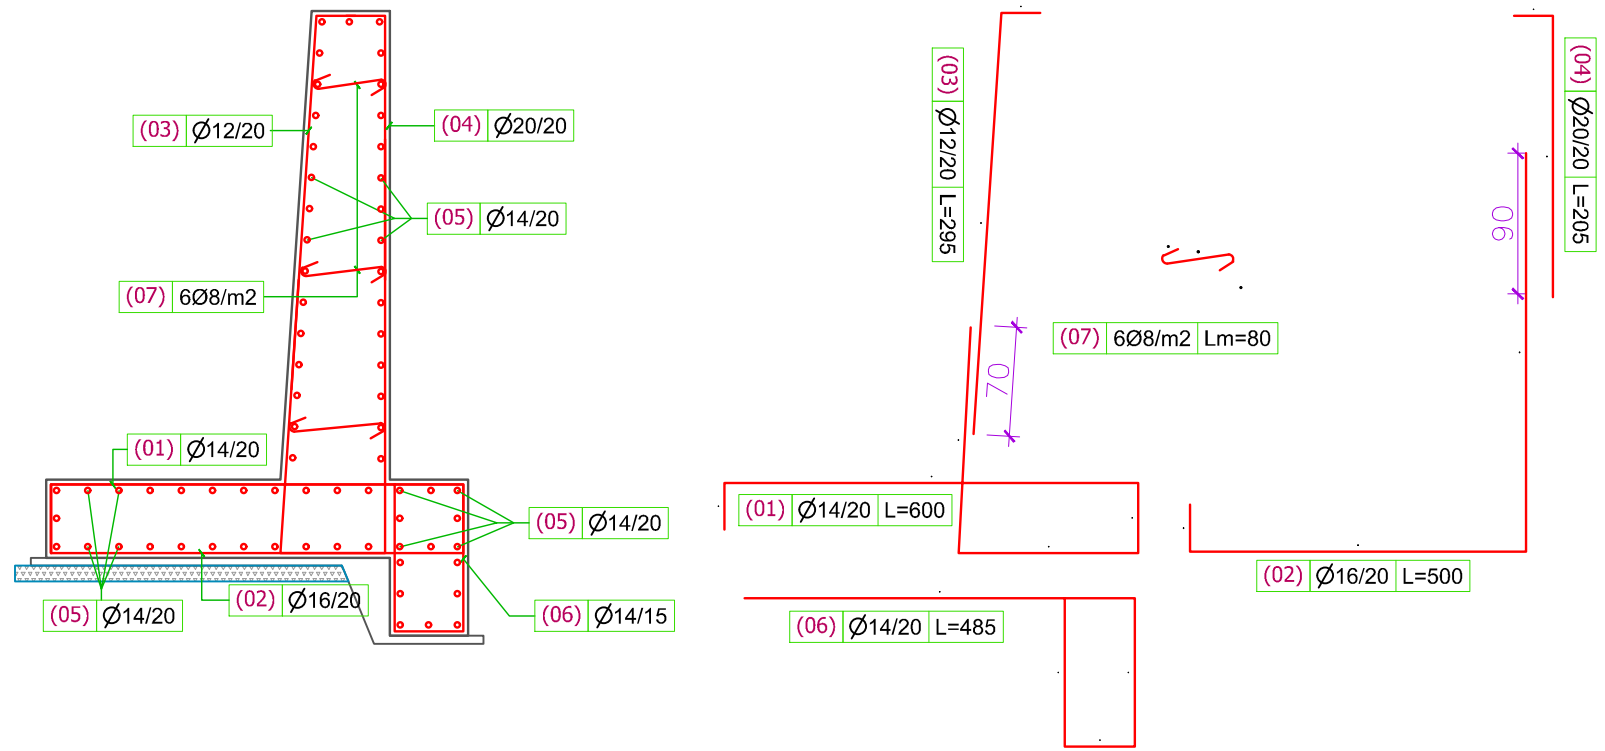 (03) Ø12/20
(04) Ø20/20
(05) Ø14/20
(07) 6Ø8/m2
(01) Ø14/20
(05) Ø14/20
(05) Ø14/20
(02) Ø16/20
(06) Ø14/15
(03) Ø12/20 L=295
70
(07) 6Ø8/m2 Lm=80
90
(04) Ø20/20 L=205
(01) Ø14/20 L=600
(02) Ø16/20 L=500
(06) Ø14/20 L=485